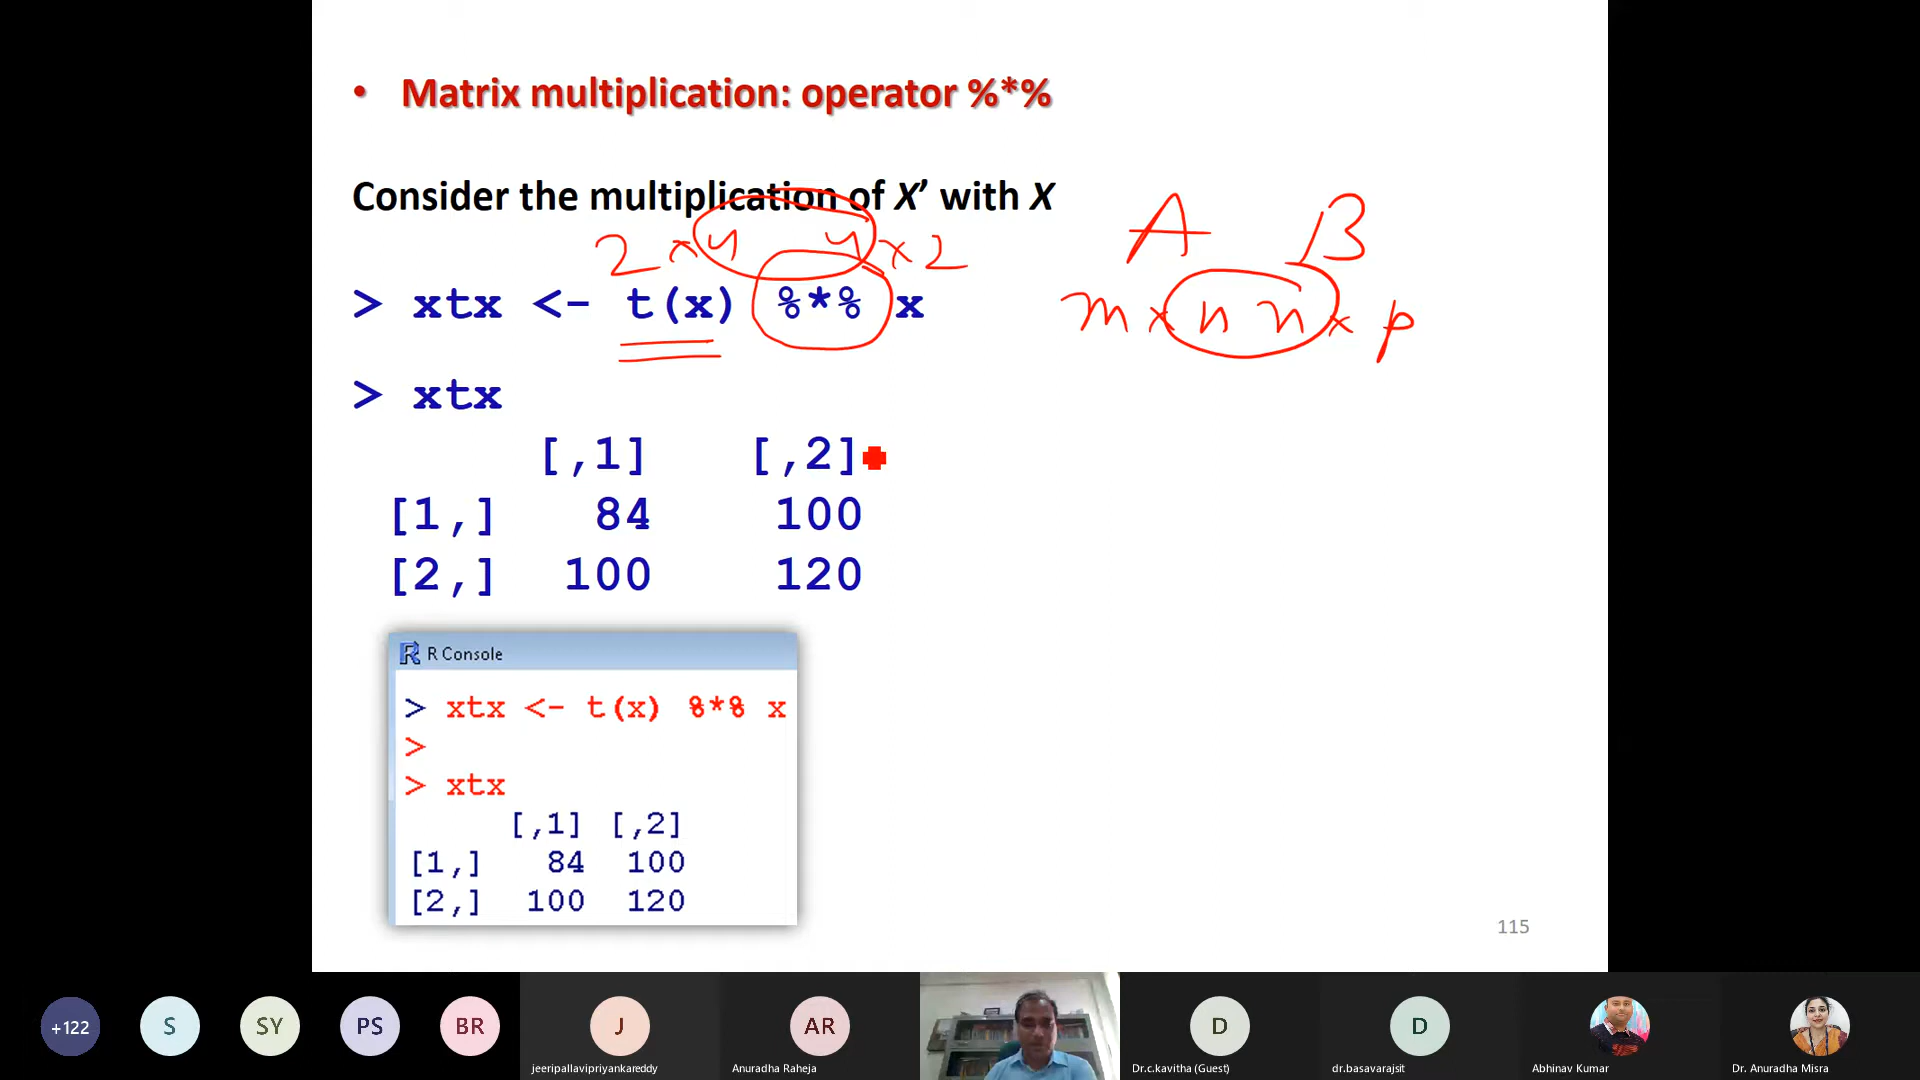 • Matrix multiplication: operator %*%
Consider the multiplication of X’ with X
2 × 4 4 × 2
A B
m × n n × p
> xtx <- t(x) %*% x
> xtx
[,1] [,2]
[1,] 84 100
[2,] 100 120
R Console
> xtx <- t(x) %*% x
>
> xtx
[,1] [,2]
[1,] 84 100
[2,] 100 120
115
+122 S SY PS BR J AR D D
jeeripallavipriyankareddy Anuradha Raheja Dr.c.kavitha (Guest) dr.basavarajsit Abhinav Kumar Dr. Anuradha Misra